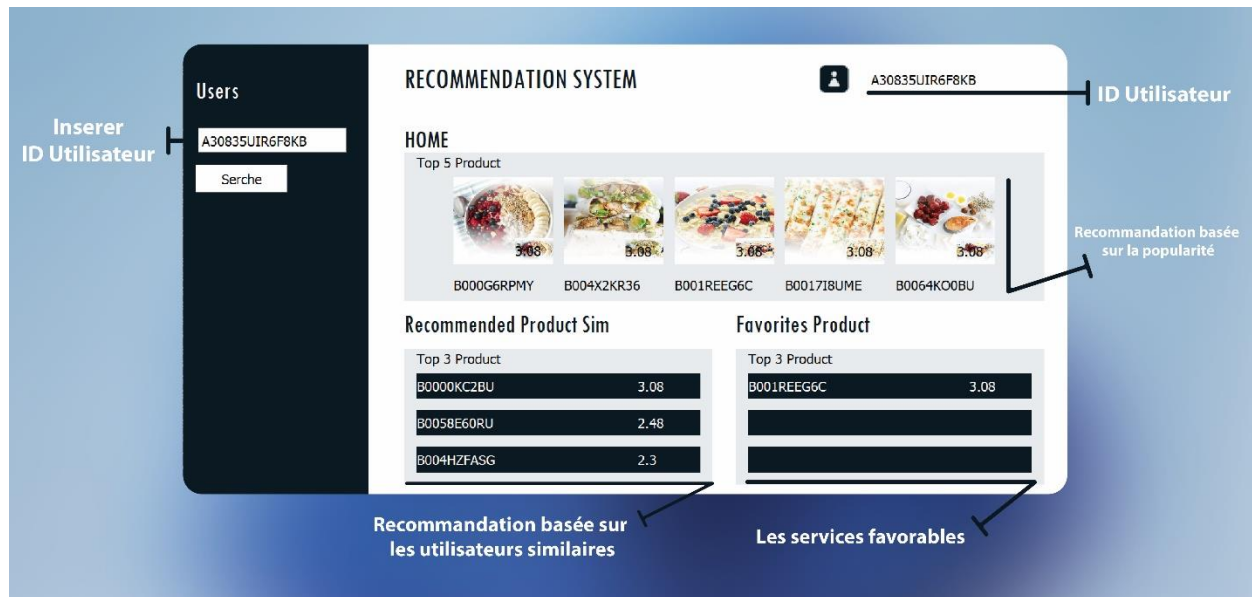 Users
RECOMMENDATION SYSTEM
A30835UIR6F8KB
ID Utilisateur
Inserer
ID Utilisateur
A30835UIR6F8KB
Serche
HOME
Top 5 Product
3.08 3.08 3.08 3.08 3.08
B000G6RPMY B004X2KR36 B001REEG6C B0017I8UME B0064KO0BU
Recommandation basée
sur la popularité
Recommended Product Sim
Top 3 Product
B0000KC2BU 3.08
B0058E60RU 2.48
B004HZFASG 2.3
Favorites Product
Top 3 Product
B001REEG6C 3.08
Recommandation basée sur
les utilisateurs similaires
Les services favorables